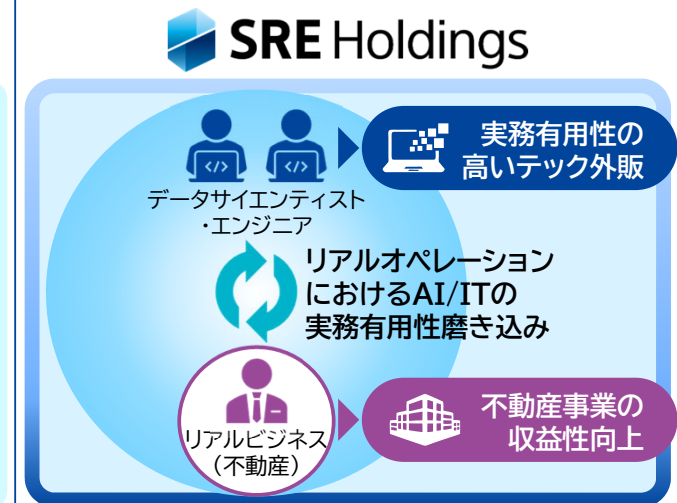 SRE Holdings
実務有用性の
高いテック外販
</> </>
データサイエンティスト
・エンジニア
リアルオペレーション
におけるAI/ITの
実務有用性磨き込み
リアルビジネス
(不動産)
不動産事業の
収益性向上